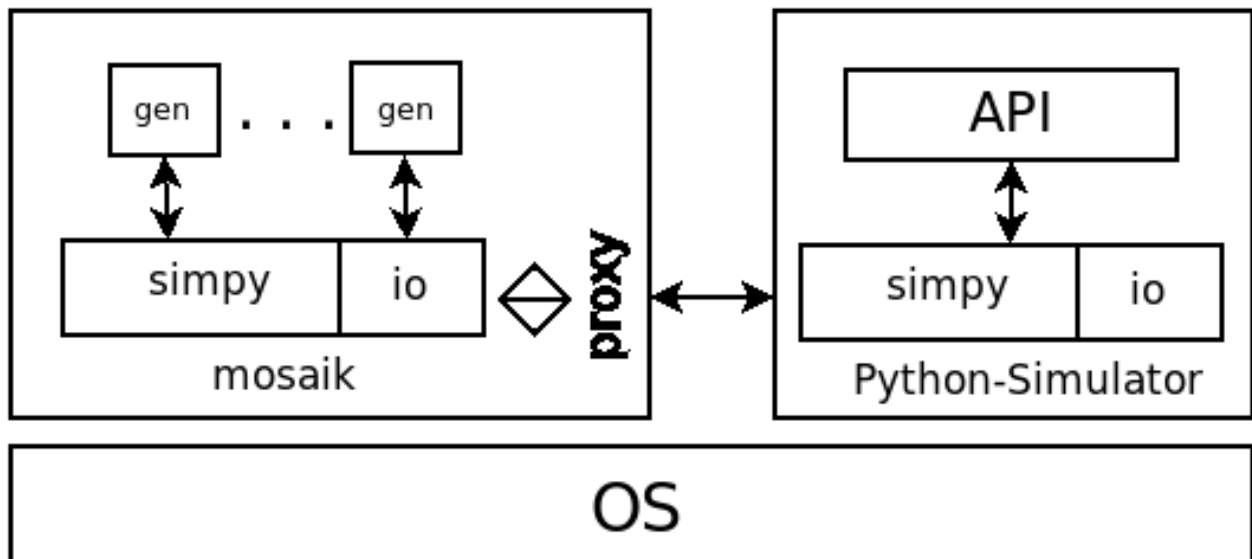 gen . . . gen
API
simpy io
proxy
simpy io
mosaik
Python-Simulator
OS